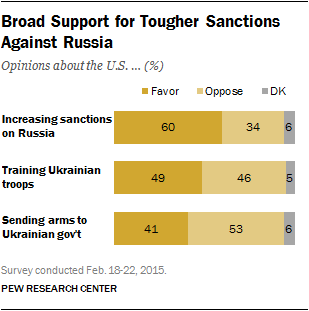 Broad Support for Tougher Sanctions
Against Russia
Opinions about the U.S. ... (%)
Favor Oppose DK
Increasing sanctions
on Russia
60 34 6
Training Ukrainian
troops
49 46 5
Sending arms to
Ukrainian gov't
41 53 6
Survey conducted Feb. 18-22, 2015.
PEW RESEARCH CENTER